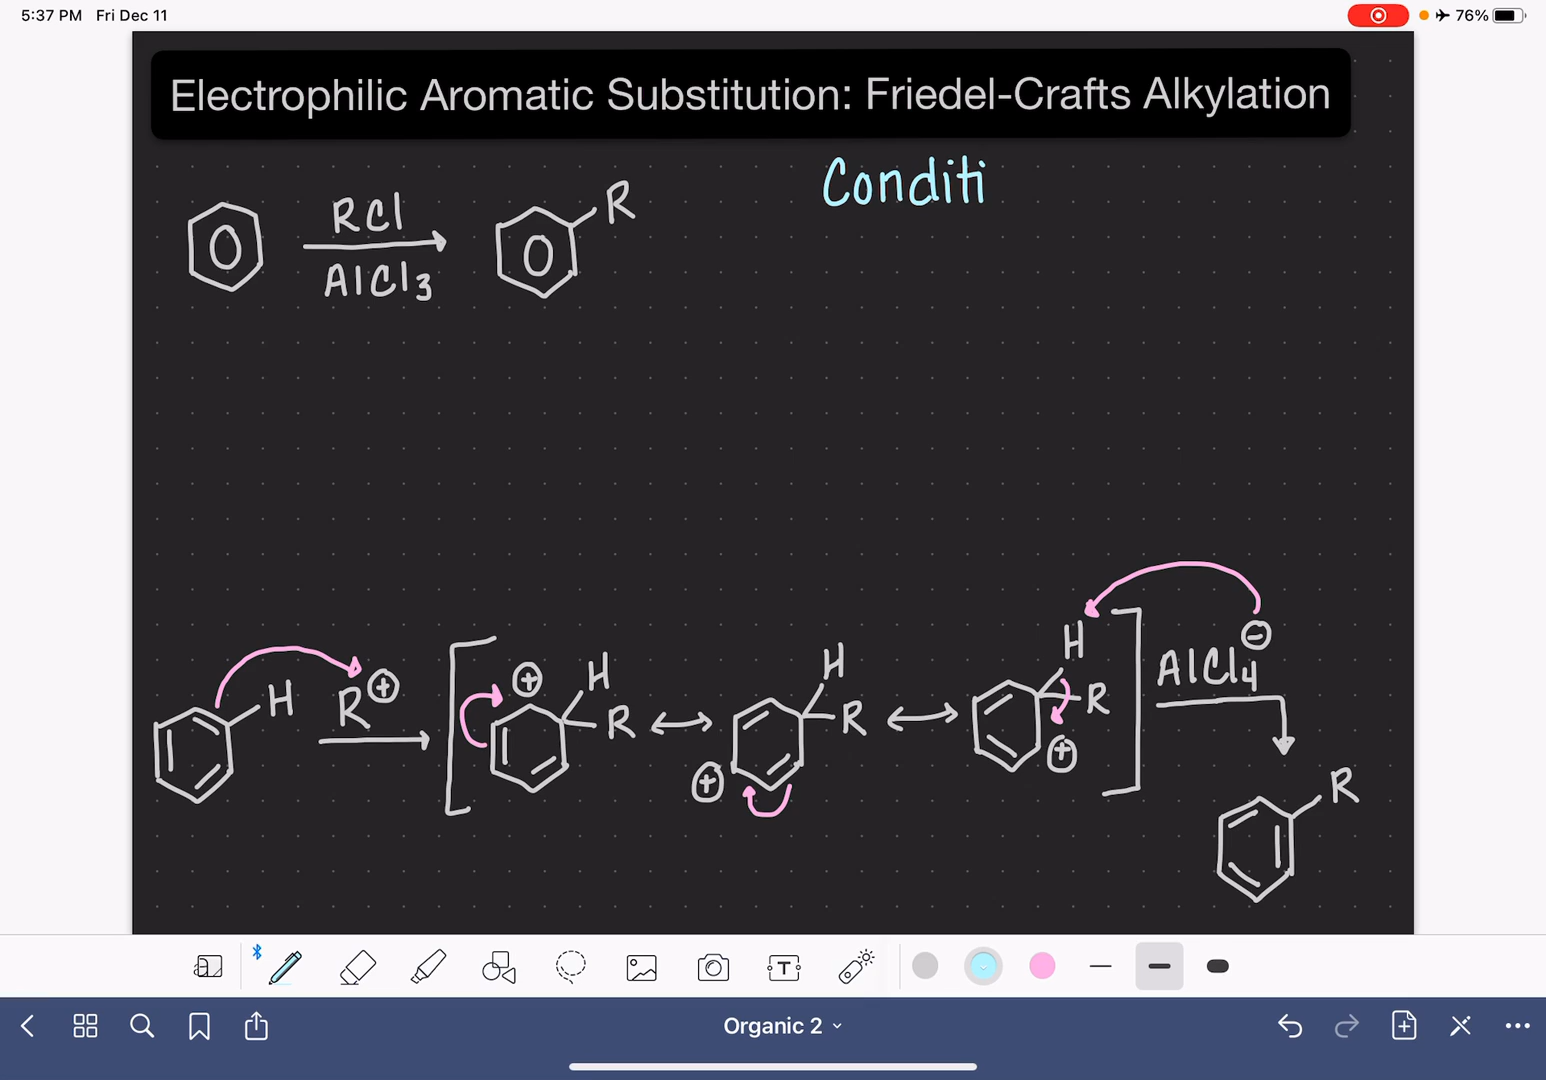 5:37 PM Fri Dec 11 76%
Electrophilic Aromatic Substitution: Friedel-Crafts Alkylation
Conditi
RCl
AlCl3
R
H R⊕
⊕ H R
H R ⊕
H R ⊕
AlCl4 ⊖
R
T
Organic 2